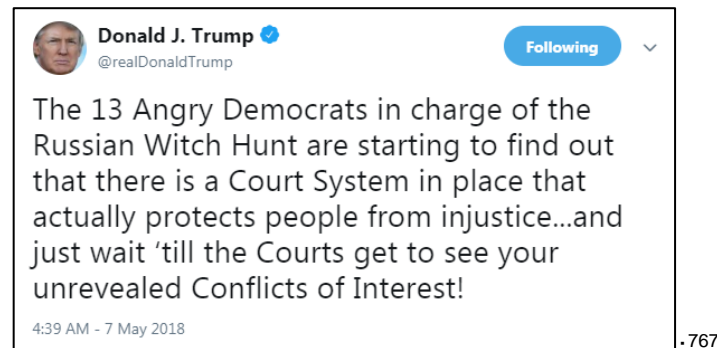 Donald J. Trump
@realDonaldTrump
Following
The 13 Angry Democrats in charge of the
Russian Witch Hunt are starting to find out
that there is a Court System in place that
actually protects people from injustice...and
just wait ‘till the Courts get to see your
unrevealed Conflicts of Interest!
4:39 AM - 7 May 2018
.767